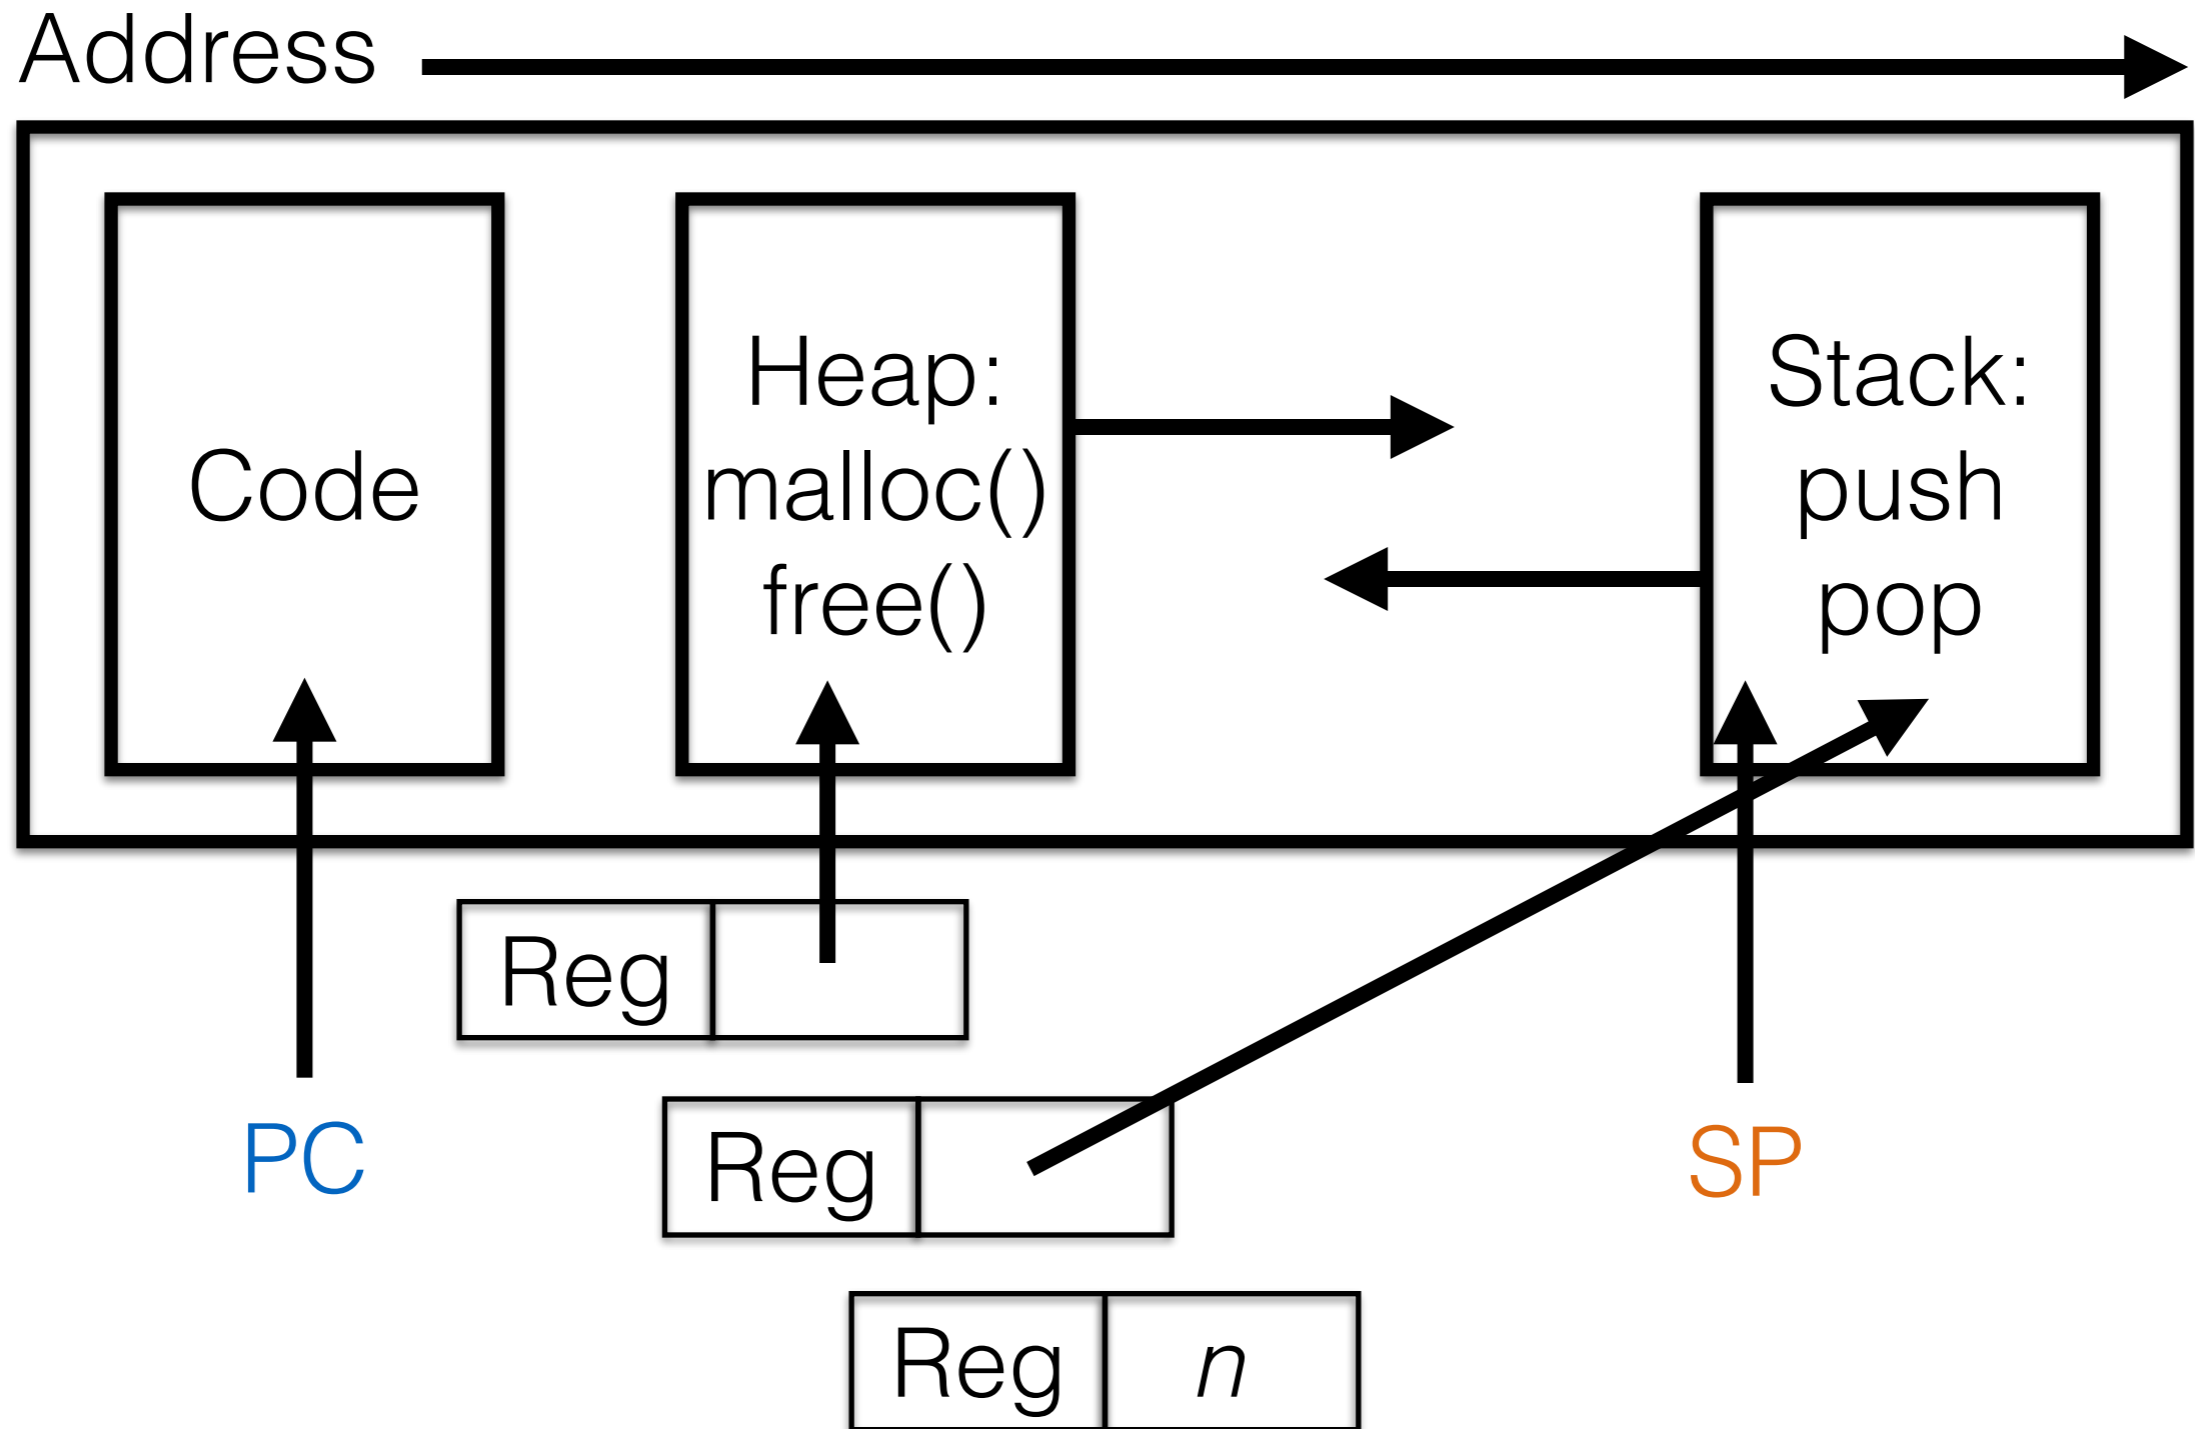 Address
Code
Heap:
malloc()
free()
Stack:
push
pop
Reg
PC
Reg
SP
Reg n